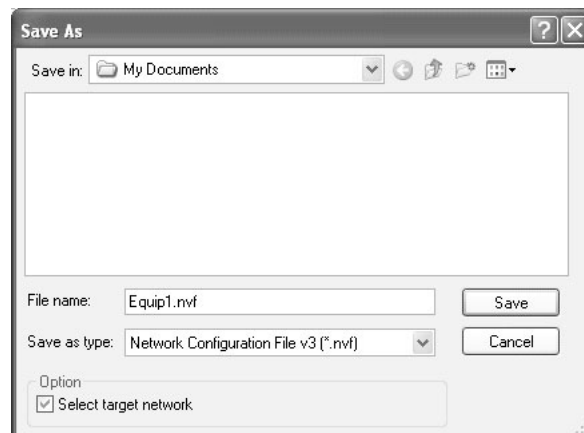 Save As
Save in: My Documents
File name: Equip1.nvf
Save
Save as type: Network Configuration File v3 (*.nvf)
Cancel
Option
Select target network